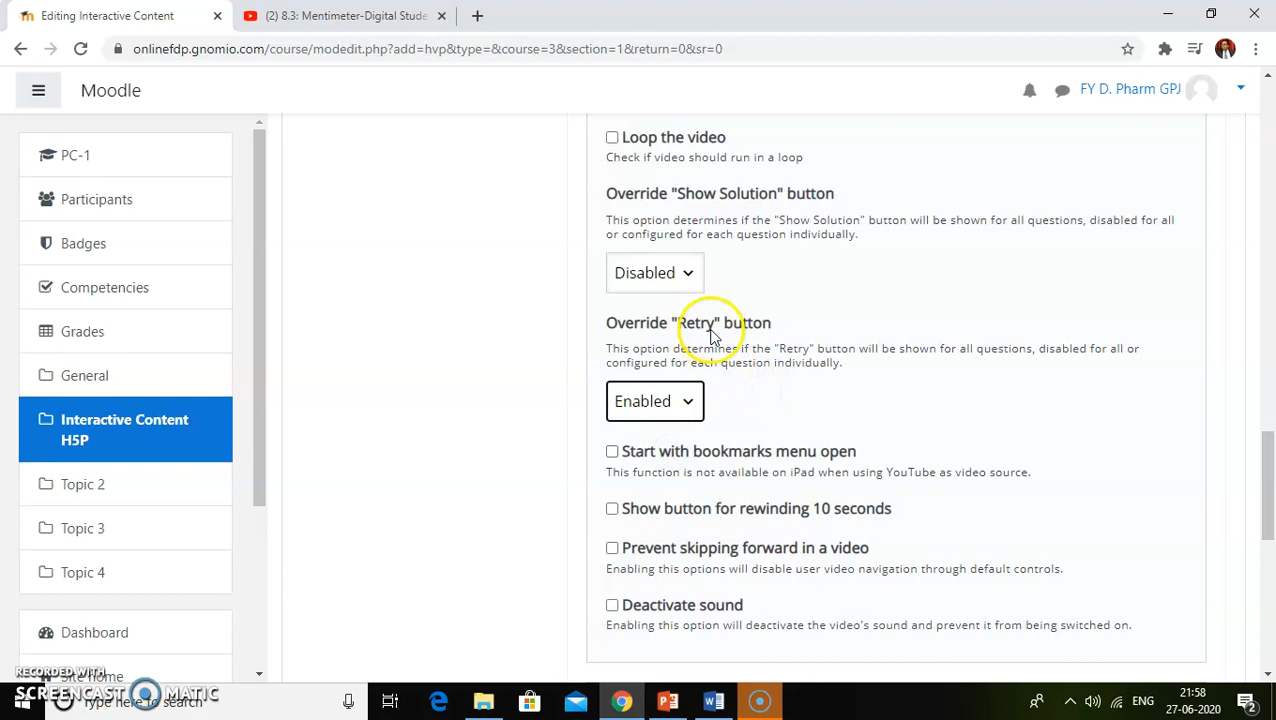 Editing Interactive Content
(2) 8.3: Mentimeter-Digital Stude
onlinefdp.gnomio.com/course/modedit.php?add=hvp&type=&course=3&section=1&return=0&sr=0
Moodle
FY D. Pharm GPJ
PC-1
Participants
Badges
Competencies
Grades
General
Interactive Content
H5P
Topic 2
Topic 3
Topic 4
Dashboard
Site home
Loop the video
Check if video should run in a loop
Override "Show Solution" button
This option determines if the "Show Solution" button will be shown for all questions, disabled for all
or configured for each question individually.
Disabled
Override "Retry" button
This option determines if the "Retry" button will be shown for all questions, disabled for all or
configured for each question individually.
Enabled
Start with bookmarks menu open
This function is not available on iPad when using YouTube as video source.
Show button for rewinding 10 seconds
Prevent skipping forward in a video
Enabling this options will disable user video navigation through default controls.
Deactivate sound
Enabling this option will deactivate the video's sound and prevent it from being switched on.
RECORDED WITH
SCREENCAST MATIC
Type here to search
ENG
21:58
27-06-2020
2